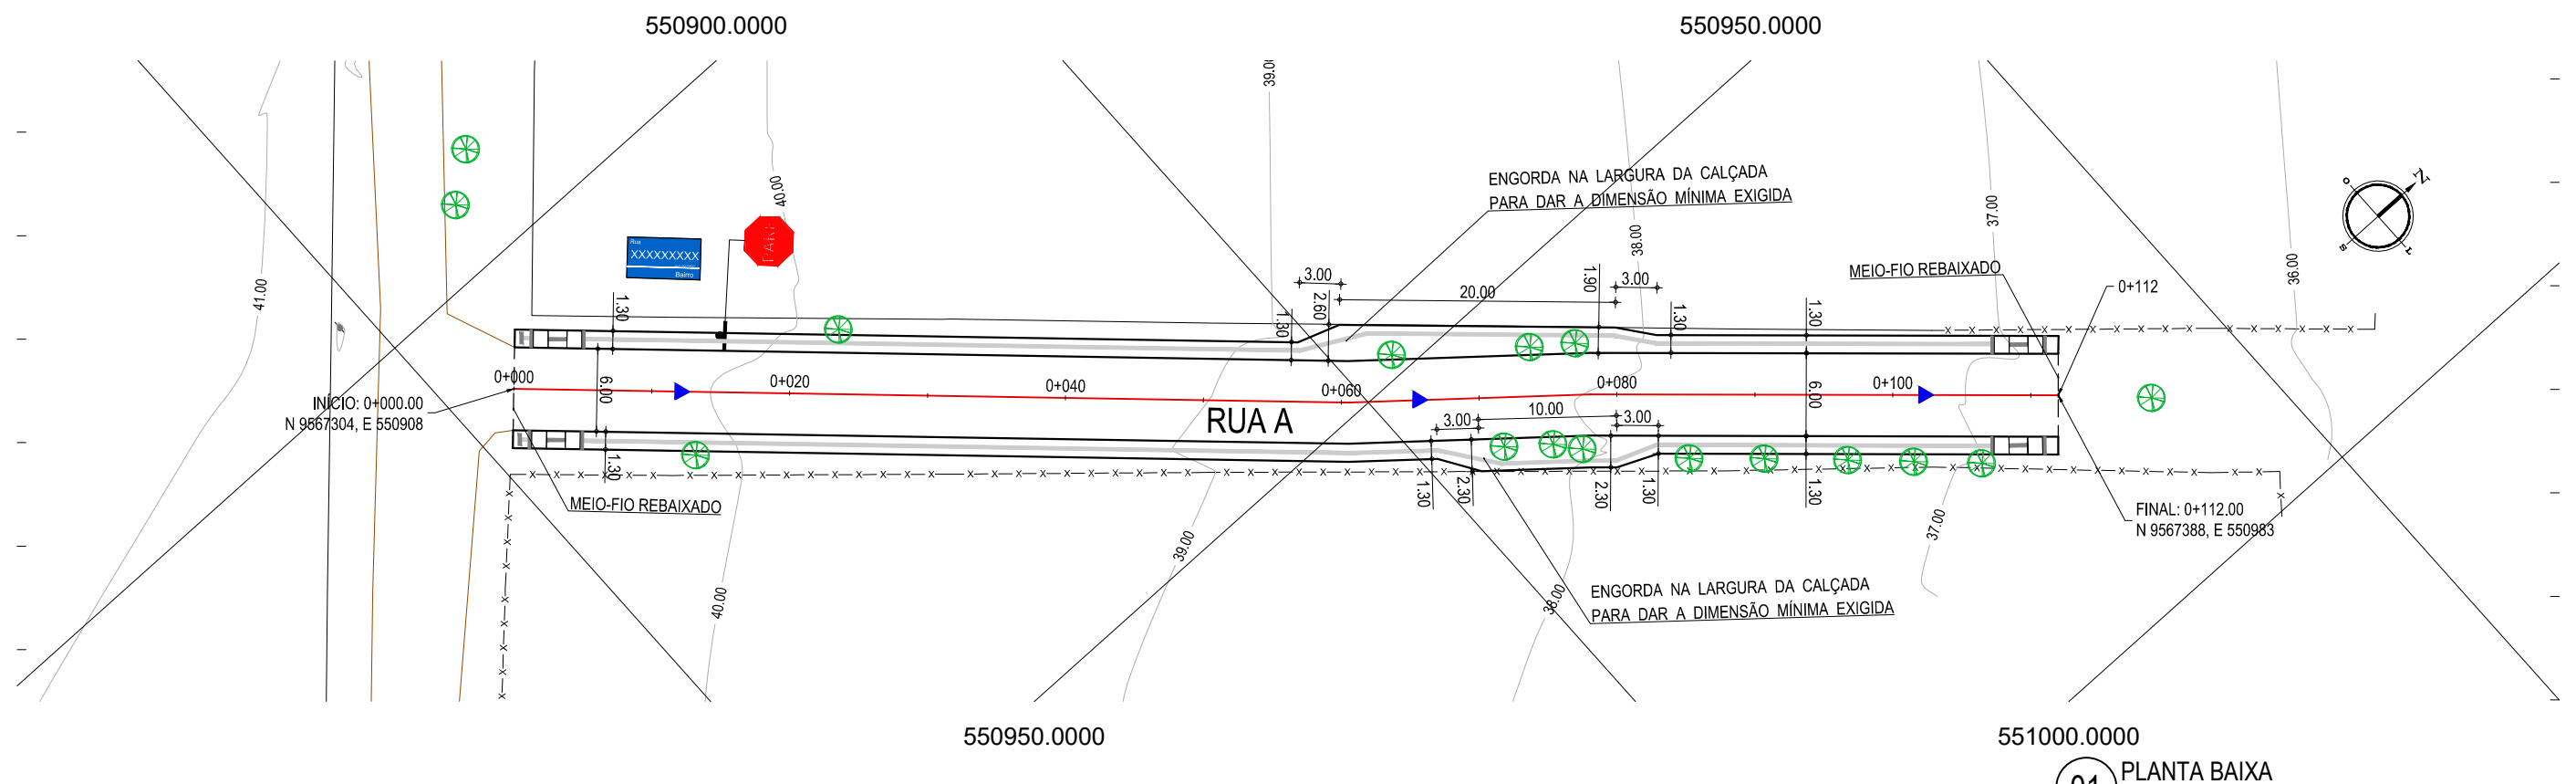 550900.0000
550950.0000
39.00
ENGORDA NA LARGURA DA CALÇADA
PARA DAR A DIMENSÃO MÍNIMA EXIGIDA
N
O
S
L
40.00
37.00
38.00
36.00
41.00
Rua
XXXXXXXXX
Bairro
PARE
MEIO-FIO REBAIXADO
0+112
3.00
20.00
1.90
3.00
1.30
2.60
1.30
1.30
1.30
0+000
0+020
0+040
0+060
0+080
0+100
6.00
6.00
INÍCIO: 0+000.00
N 9567304, E 550908
RUA A
3.00
10.00
3.00
1.30
1.30
2.30
2.30
1.30
1.30
MEIO-FIO REBAIXADO
FINAL: 0+112.00
N 9567388, E 550983
39.00
37.00
40.00
38.00
ENGORDA NA LARGURA DA CALÇADA
PARA DAR A DIMENSÃO MÍNIMA EXIGIDA
550950.0000
551000.0000
01
PLANTA BAIXA